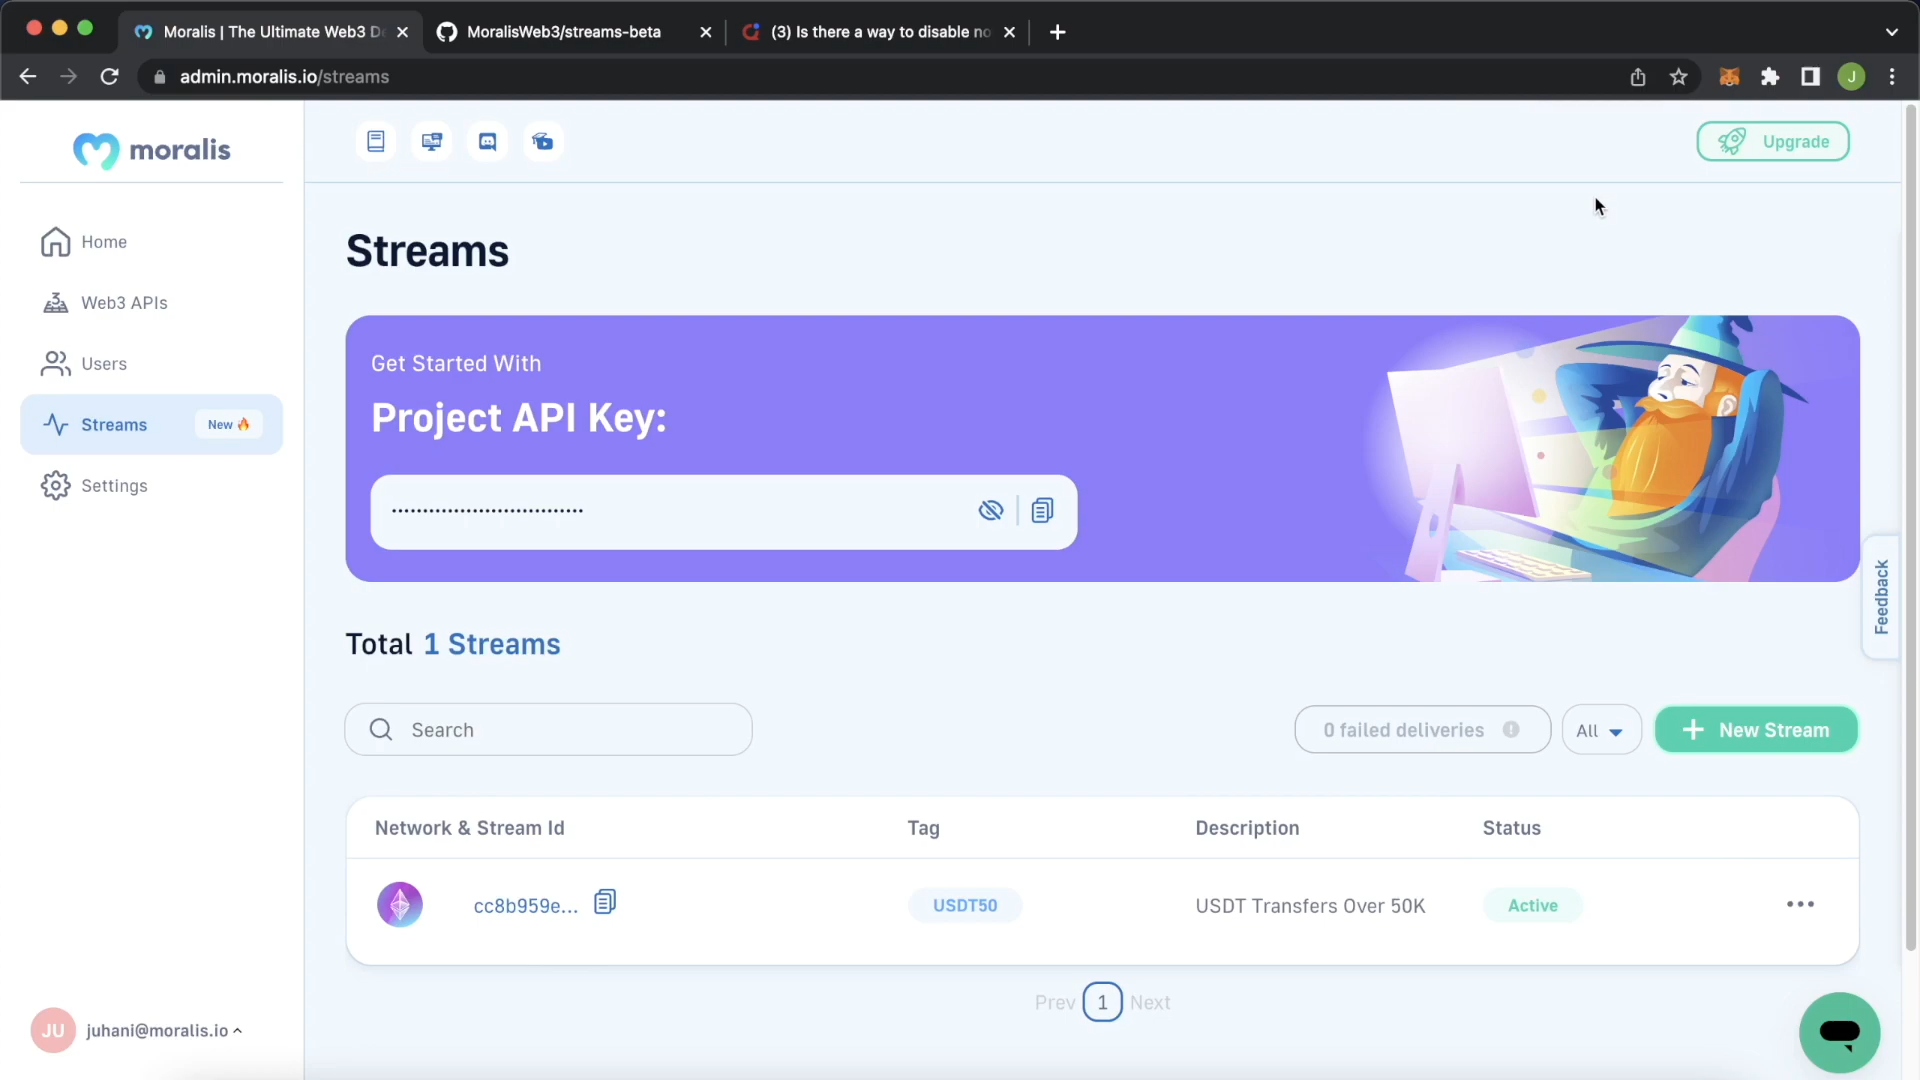 Moralis | The Ultimate Web3 De
MoralisWeb3/streams-beta
(3) Is there a way to disable no
admin.moralis.io/streams
J
moralis
Upgrade
Home
Web3 APIs
Users
Streams
New
Settings
Streams
Get Started With
Project API Key:
•••••••••••••••••••••••••••••••
Feedback
Total 1 Streams
Search
0 failed deliveries
All
+ New Stream
Network & Stream Id
Tag
Description
Status
cc8b959e...
USDT50
USDT Transfers Over 50K
Active
•••
Prev 1 Next
JU
juhani@moralis.io